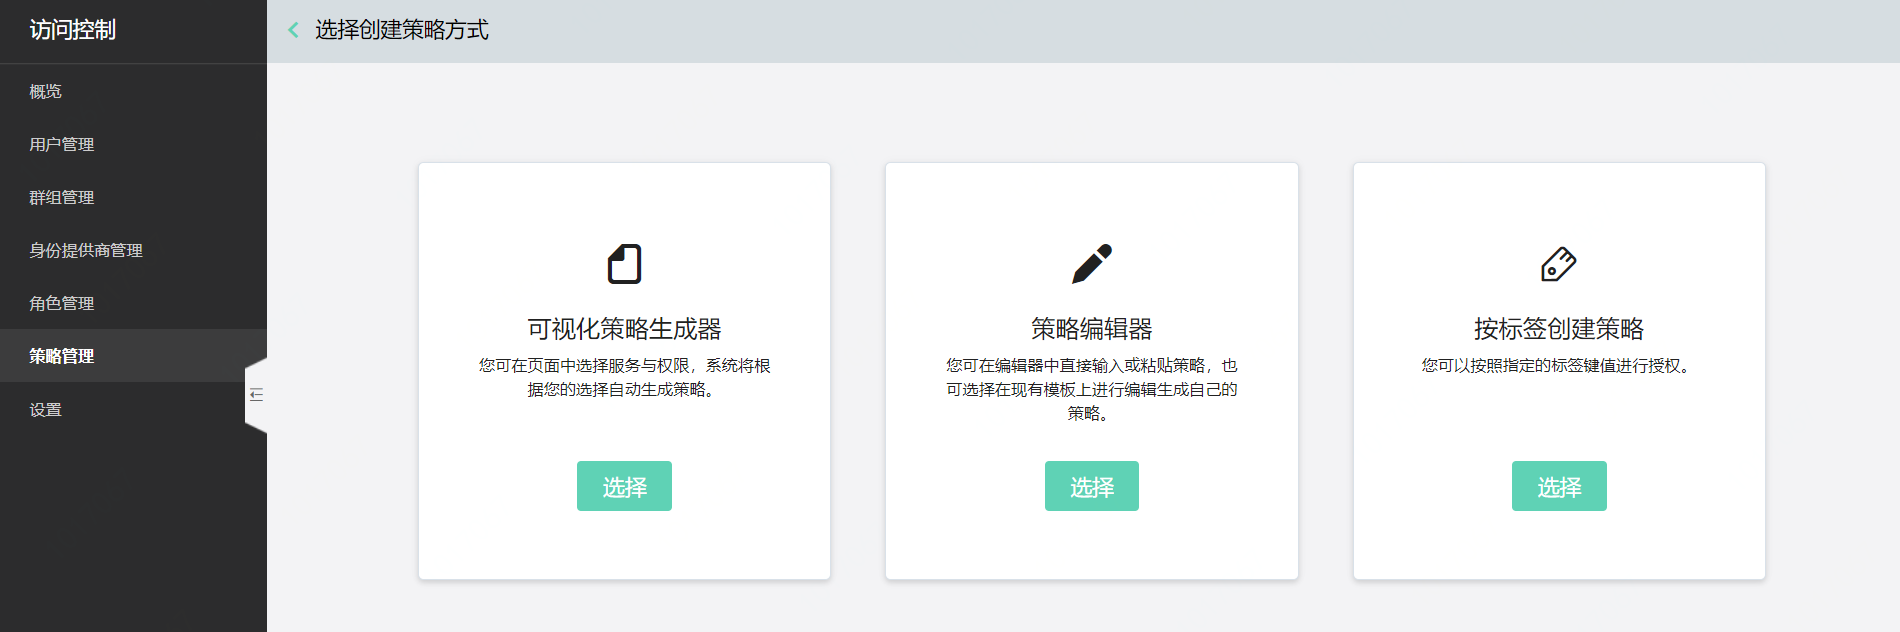 访问控制
概览
用户管理
群组管理
身份提供商管理
角色管理
策略管理
设置
选择创建策略方式
可视化策略生成器
您可在页面中选择服务与权限，系统将根
据您的选择自动生成策略。
选择
策略编辑器
您可在编辑器中直接输入或粘贴策略，也
可选择在现有模板上进行编辑生成自己的
策略。
选择
按标签创建策略
您可以按照指定的标签键值进行授权。
选择